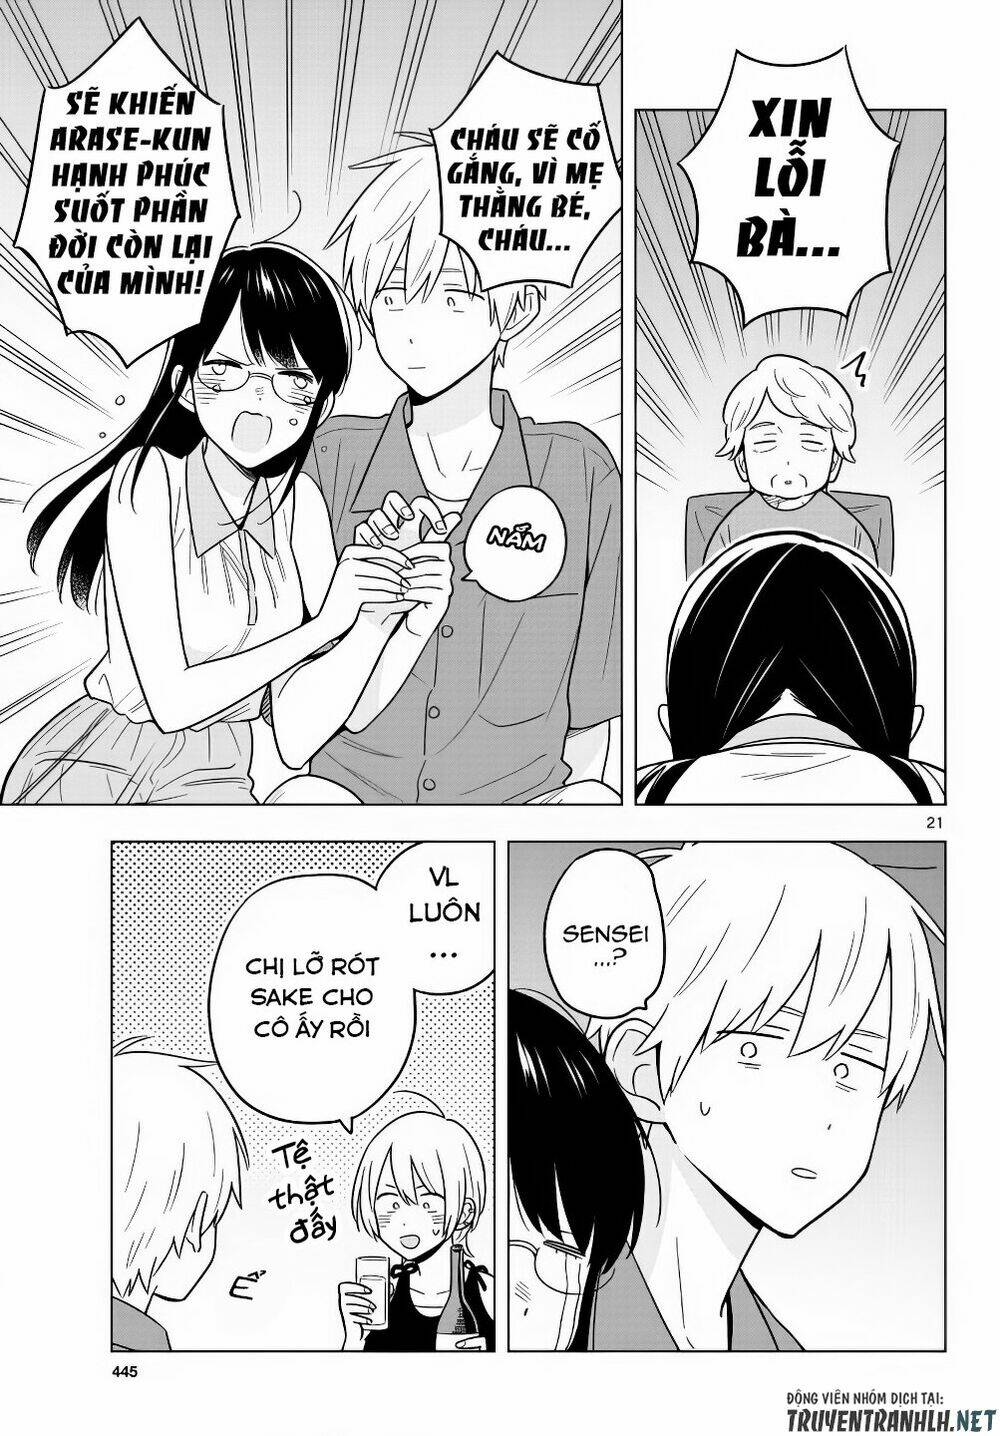 XIN
LỖI
BÀ...
CHÁU SẼ CỐ
GẮNG, VÌ MẸ
THẰNG BÉ,
CHÁU...
SẼ KHIẾN
ARASE-KUN
HẠNH PHÚC
SUỐT PHẦN
ĐỜI CÒN LẠI
CỦA MÌNH!
NẮM
21
SENSEI
...?
VL
LUÔN
...
CHỊ LỠ RÓT
SAKE CHO
CÔ ẤY RỒI
Tệ
thật
đấy
Ể
445
ĐỘNG VIÊN NHÓM DỊCH TẠI:
TRUYENTRANHLH.NET